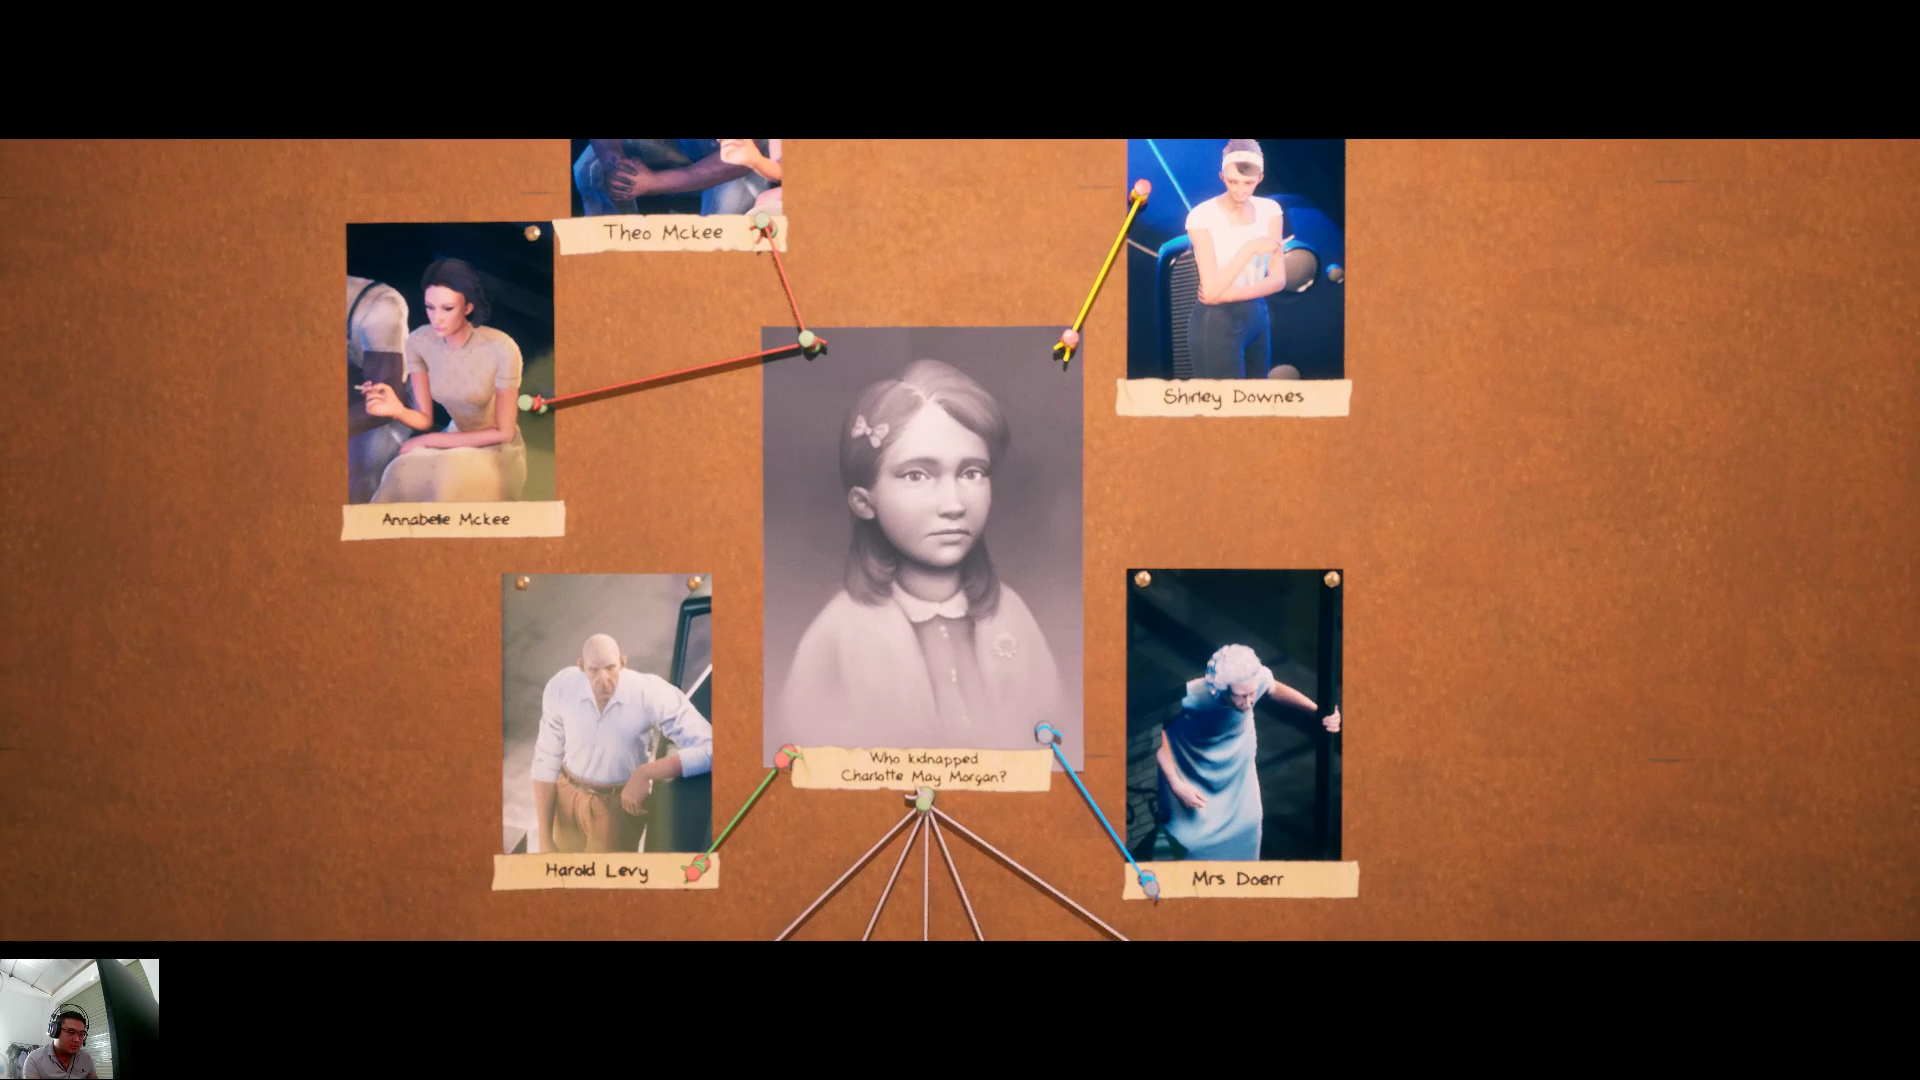 Theo Mckee
Shirley Downes
Annabelle Mckee
Who kidnapped
Charlotte May Morgan?
Harold Levy
Mrs Doerr